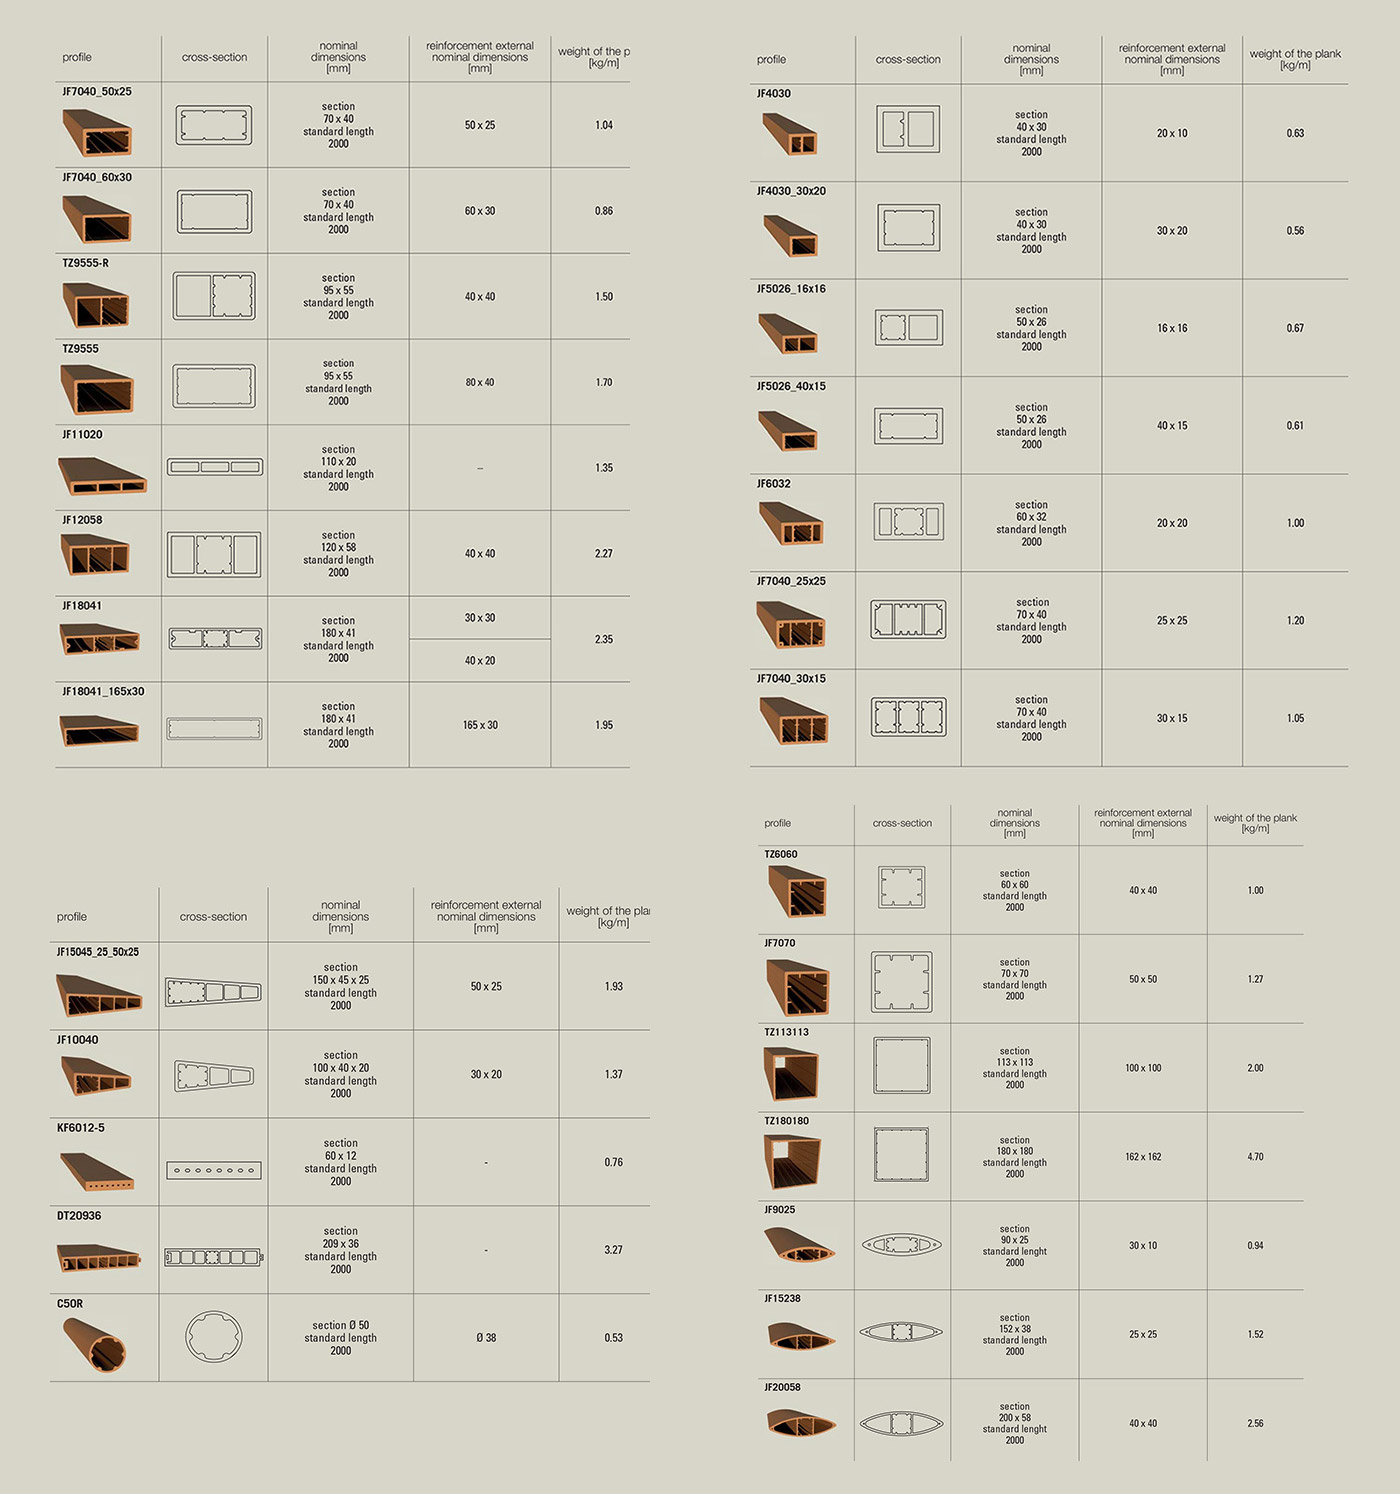 profile
cross-section
nominal
dimensions
[mm]
reinforcement external
nominal dimensions
[mm]
weight of the p
[kg/m]
JF7040_50x25
section
70 x 40
standard length
2000
50 x 25
1.04
JF7040_60x30
section
70 x 40
standard length
2000
60 x 30
0.86
TZ9555-R
section
95 x 55
standard length
2000
40 x 40
1.50
TZ9555
section
95 x 55
standard length
2000
80 x 40
1.70
JF11020
section
110 x 20
standard length
2000
–
1.35
JF12058
section
120 x 58
standard length
2000
40 x 40
2.27
JF18041
section
180 x 41
standard length
2000
30 x 30
40 x 20
2.35
JF18041_165x30
section
180 x 41
standard length
2000
165 x 30
1.95
profile
cross-section
nominal
dimensions
[mm]
reinforcement external
nominal dimensions
[mm]
weight of the plank
[kg/m]
JF4030
section
40 x 30
standard length
2000
20 x 10
0.63
JF4030_30x20
section
40 x 30
standard length
2000
30 x 20
0.56
JF5026_16x16
section
50 x 26
standard length
2000
16 x 16
0.67
JF5026_40x15
section
50 x 26
standard length
2000
40 x 15
0.61
JF6032
section
60 x 32
standard length
2000
20 x 20
1.00
JF7040_25x25
section
70 x 40
standard length
2000
25 x 25
1.20
JF7040_30x15
section
70 x 40
standard length
2000
30 x 15
1.05
profile
cross-section
nominal
dimensions
[mm]
reinforcement external
nominal dimensions
[mm]
weight of the pla
[kg/m]
JF15045_25_50x25
section
150 x 45 x 25
standard length
2000
50 x 25
1.93
JF10040
section
100 x 40 x 20
standard length
2000
30 x 20
1.37
KF6012-5
section
60 x 12
standard length
2000
-
0.76
DT20936
section
209 x 36
standard length
2000
-
3.27
C50R
section Ø 50
standard length
2000
Ø 38
0.53
profile
cross-section
nominal
dimensions
[mm]
reinforcement external
nominal dimensions
[mm]
weight of the plank
[kg/m]
TZ6060
section
60 x 60
standard length
2000
40 x 40
1.00
JF7070
section
70 x 70
standard length
2000
50 x 50
1.27
TZ113113
section
113 x 113
standard length
2000
100 x 100
2.00
TZ180180
section
180 x 180
standard length
2000
162 x 162
4.70
JF9025
section
90 x 25
standard lenght
2000
30 x 10
0.94
JF15238
section
152 x 38
standard length
2000
25 x 25
1.52
JF20058
section
200 x 58
standard lenght
2000
40 x 40
2.56